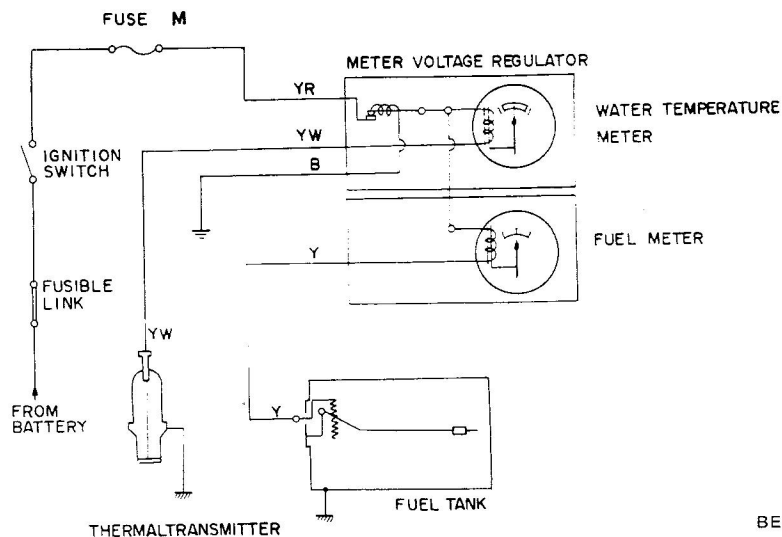 FUSE M
METER VOLTAGE REGULATOR
YR
WATER TEMPERATURE
METER
YW
IGNITION
SWITCH
B
FUEL METER
Y
FUSIBLE
LINK
YW
FROM
BATTERY
Y
FUEL TANK
THERMALTRANSMITTER
BE